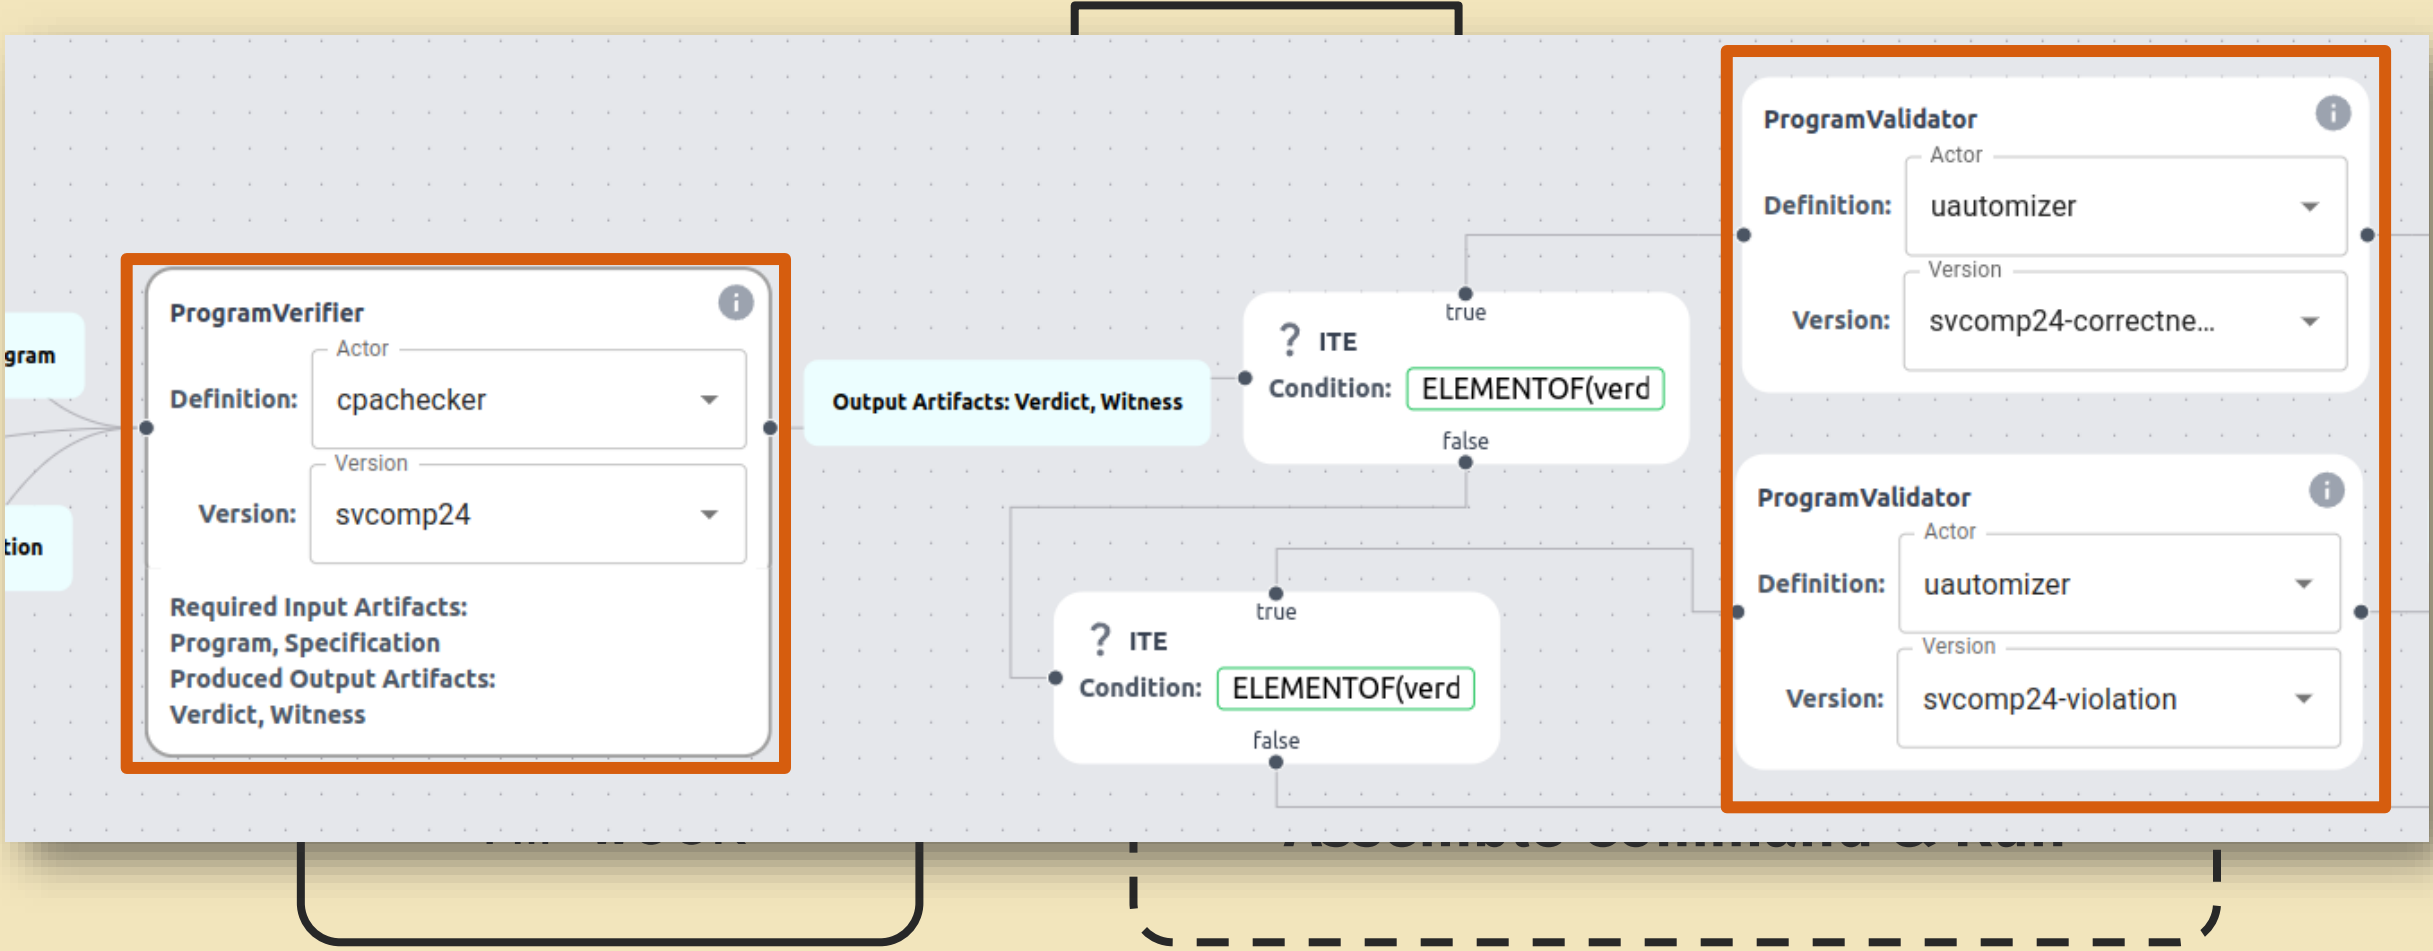 gram
tion
ProgramVerifier
Actor
Definition: cpachecker
Version
Version: svcomp24
Required Input Artifacts:
Program, Specification
Produced Output Artifacts:
Verdict, Witness
Output Artifacts: Verdict, Witness
true
? ITE
Condition: ELEMENTOF(verd
false
true
? ITE
Condition: ELEMENTOF(verd
false
ProgramValidator
Actor
Definition: uautomizer
Version
Version: svcomp24-correctne...
ProgramValidator
Actor
Definition: uautomizer
Version
Version: svcomp24-violation